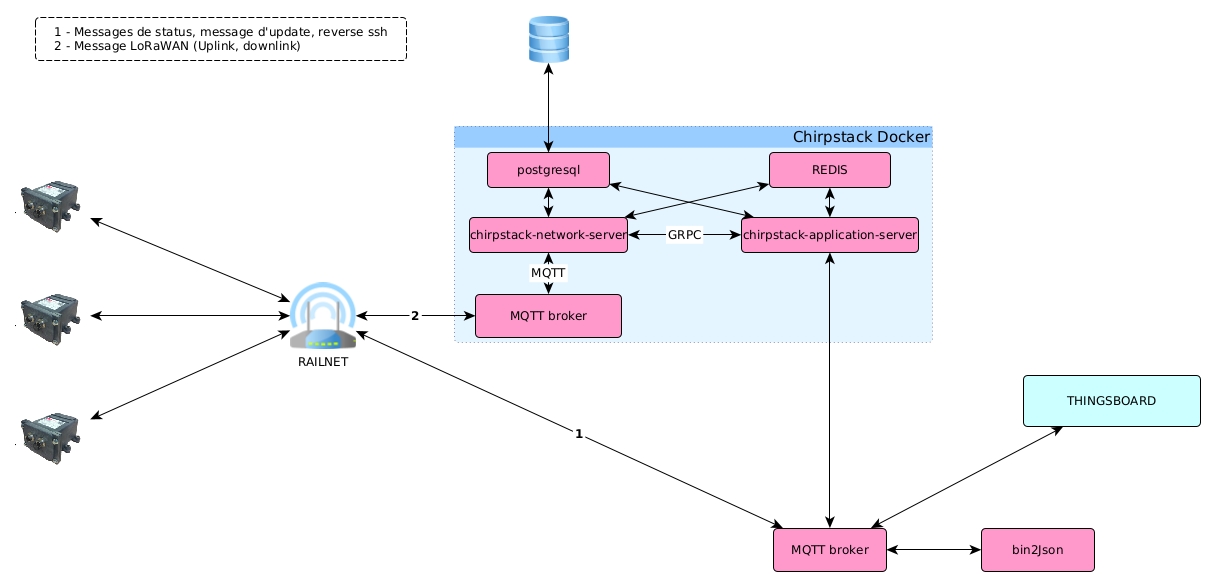 1 - Messages de status, message d'update, reverse ssh
2 - Message LoRaWAN (Uplink, downlink)
Chirpstack Docker
postgresql
REDIS
chirpstack-network-server
GRPC
chirpstack-application-server
MQTT
MQTT broker
2
RAILNET
THINGSBOARD
1
MQTT broker
bin2Json